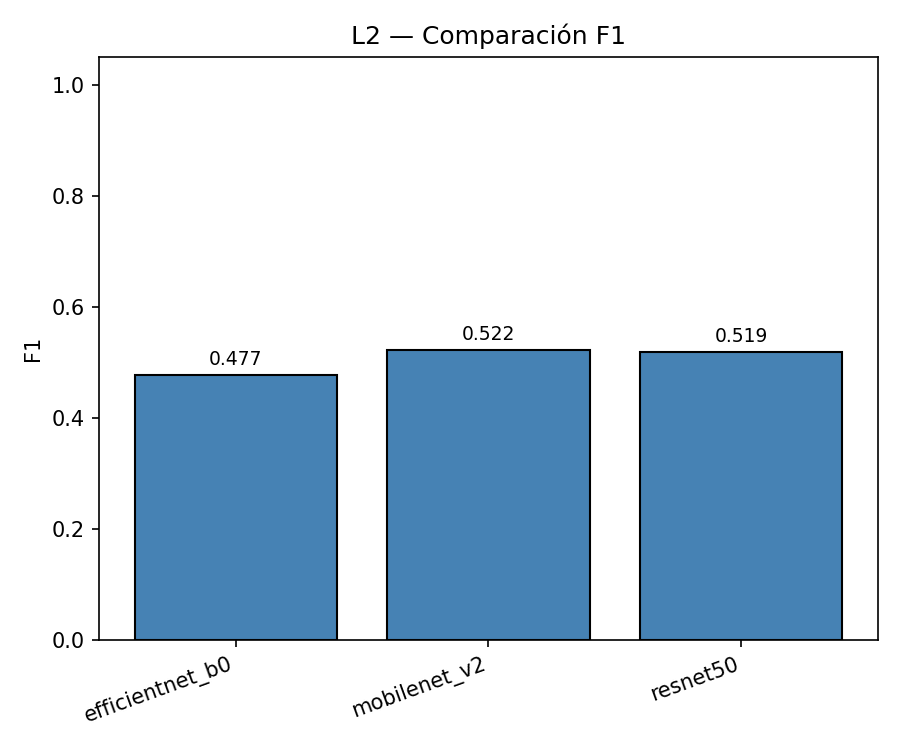 L2 — Comparación F1
1.0
0.8
0.6
0.4
0.2
0.0
F1
0.477
0.522
0.519
efficientnet_b0
mobilenet_v2
resnet50